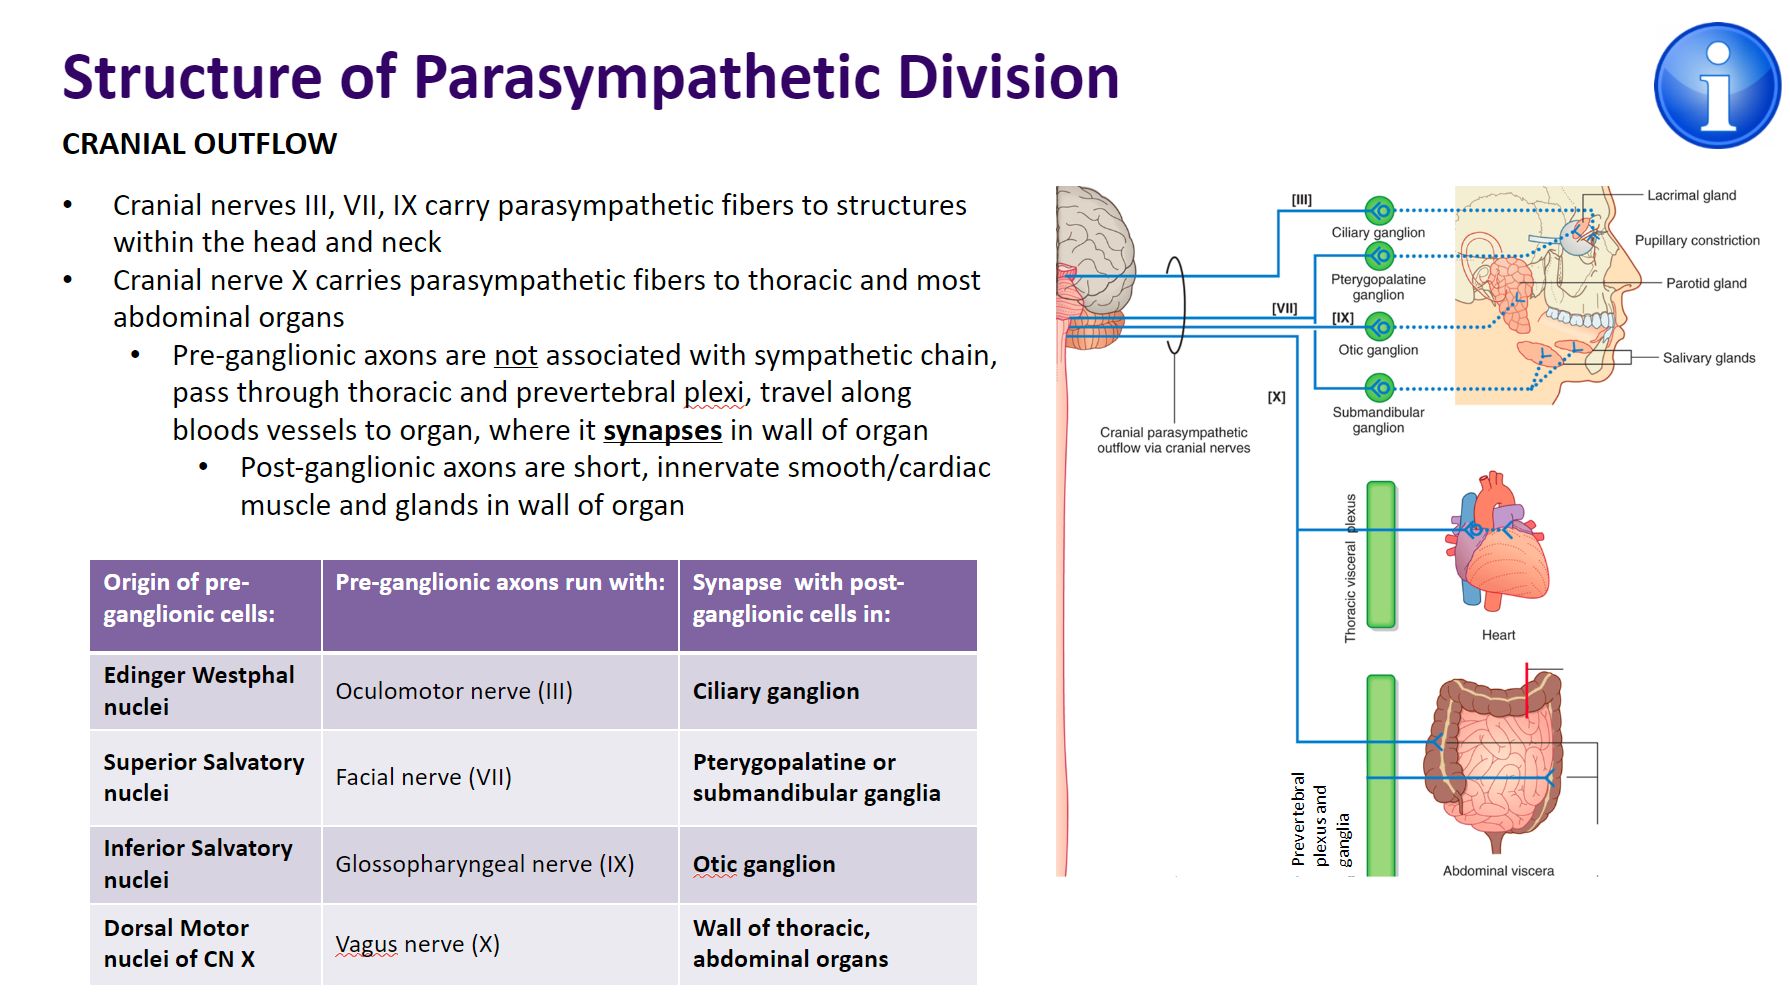 Structure of Parasympathetic Division
CRANIAL OUTFLOW
• Cranial nerves III, VII, IX carry parasympathetic fibers to structures
within the head and neck
• Cranial nerve X carries parasympathetic fibers to thoracic and most
abdominal organs
• Pre-ganglionic axons are not associated with sympathetic chain,
pass through thoracic and prevertebral plexi, travel along
bloods vessels to organ, where it synapses in wall of organ
• Post-ganglionic axons are short, innervate smooth/cardiac
muscle and glands in wall of organ
Origin of pre-
ganglionic cells:
Pre-ganglionic axons run with:
Synapse with post-
ganglionic cells in:
Edinger Westphal
nuclei
Oculomotor nerve (III)
Ciliary ganglion
Superior Salvatory
nuclei
Facial nerve (VII)
Pterygopalatine or
submandibular ganglia
Inferior Salvatory
nuclei
Glossopharyngeal nerve (IX)
Otic ganglion
Dorsal Motor
nuclei of CN X
Vagus nerve (X)
Wall of thoracic,
abdominal organs
i
[III]
Ciliary ganglion
Pterygopalatine
ganglion
[VII]
[IX]
Otic ganglion
[X]
Submandibular
ganglion
Lacrimal gland
Pupillary constriction
Parotid gland
Salivary glands
Cranial parasympathetic
outflow via cranial nerves
Thoracic visceral plexus
Heart
Prevertebral
plexus and
ganglia
Abdominal viscera